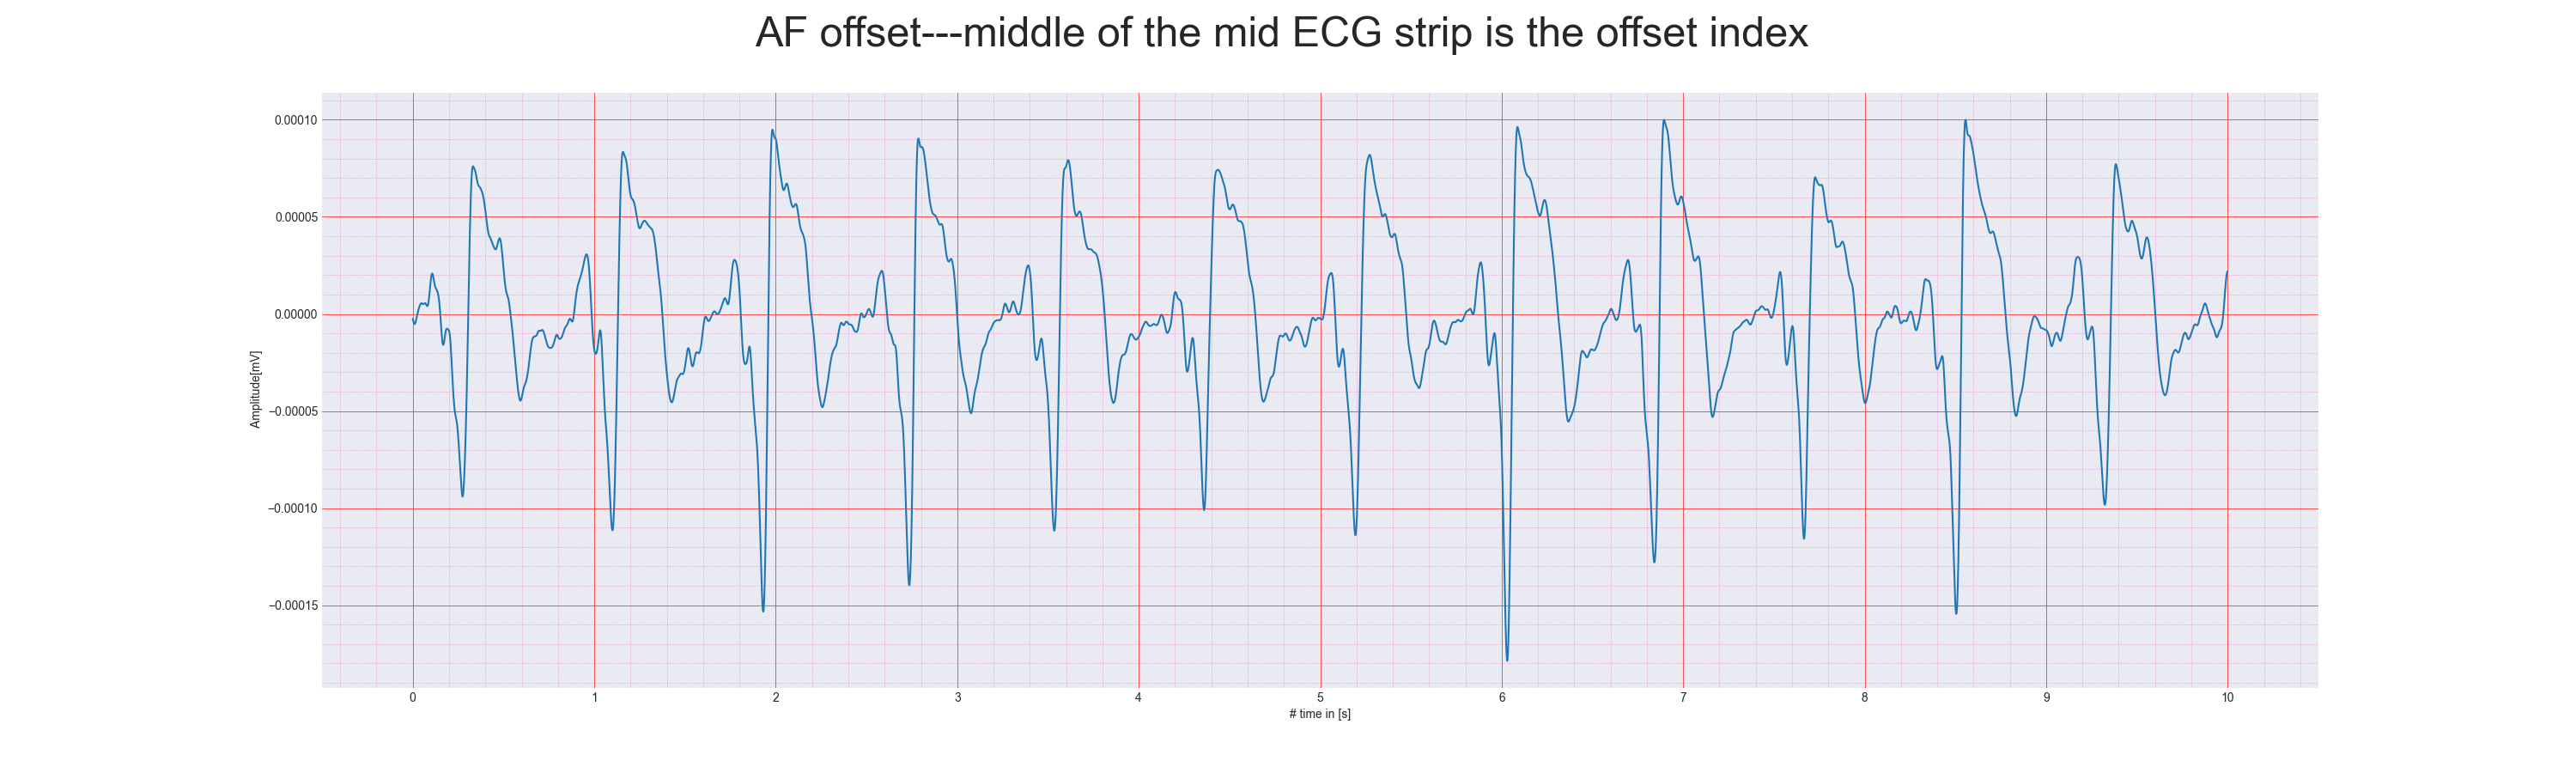 AF offset---middle of the mid ECG strip is the offset index
0.00010
0.00005
0.00000
−0.00005
−0.00010
−0.00015
Amplitude[mV]
0 1 2 3 4 5 6 7 8 9 10
# time in [s]